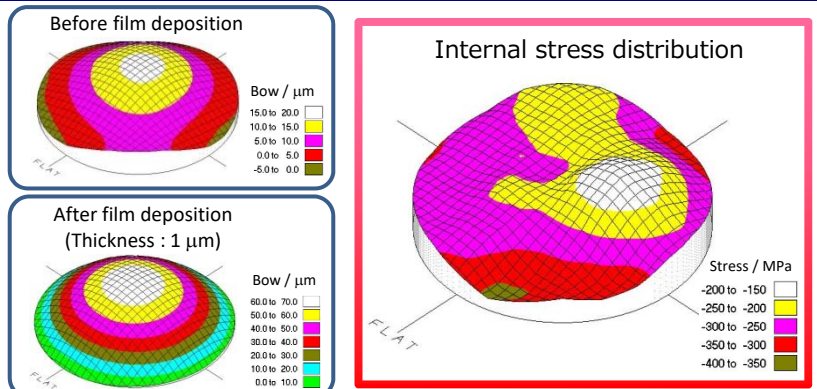 Before film deposition
Bow / μm
15.0 to 20.0
10.0 to 15.0
5.0 to 10.0
0.0 to 5.0
-5.0 to 0.0
FLAT
After film deposition
(Thickness : 1 μm)
Bow / μm
60.0 to 70.0
50.0 to 60.0
40.0 to 50.0
30.0 to 40.0
20.0 to 30.0
10.0 to 20.0
0.0 to 10.0
FLAT
Internal stress distribution
Stress / MPa
-200 to -150
-250 to -200
-300 to -250
-350 to -300
-400 to -350
FLAT